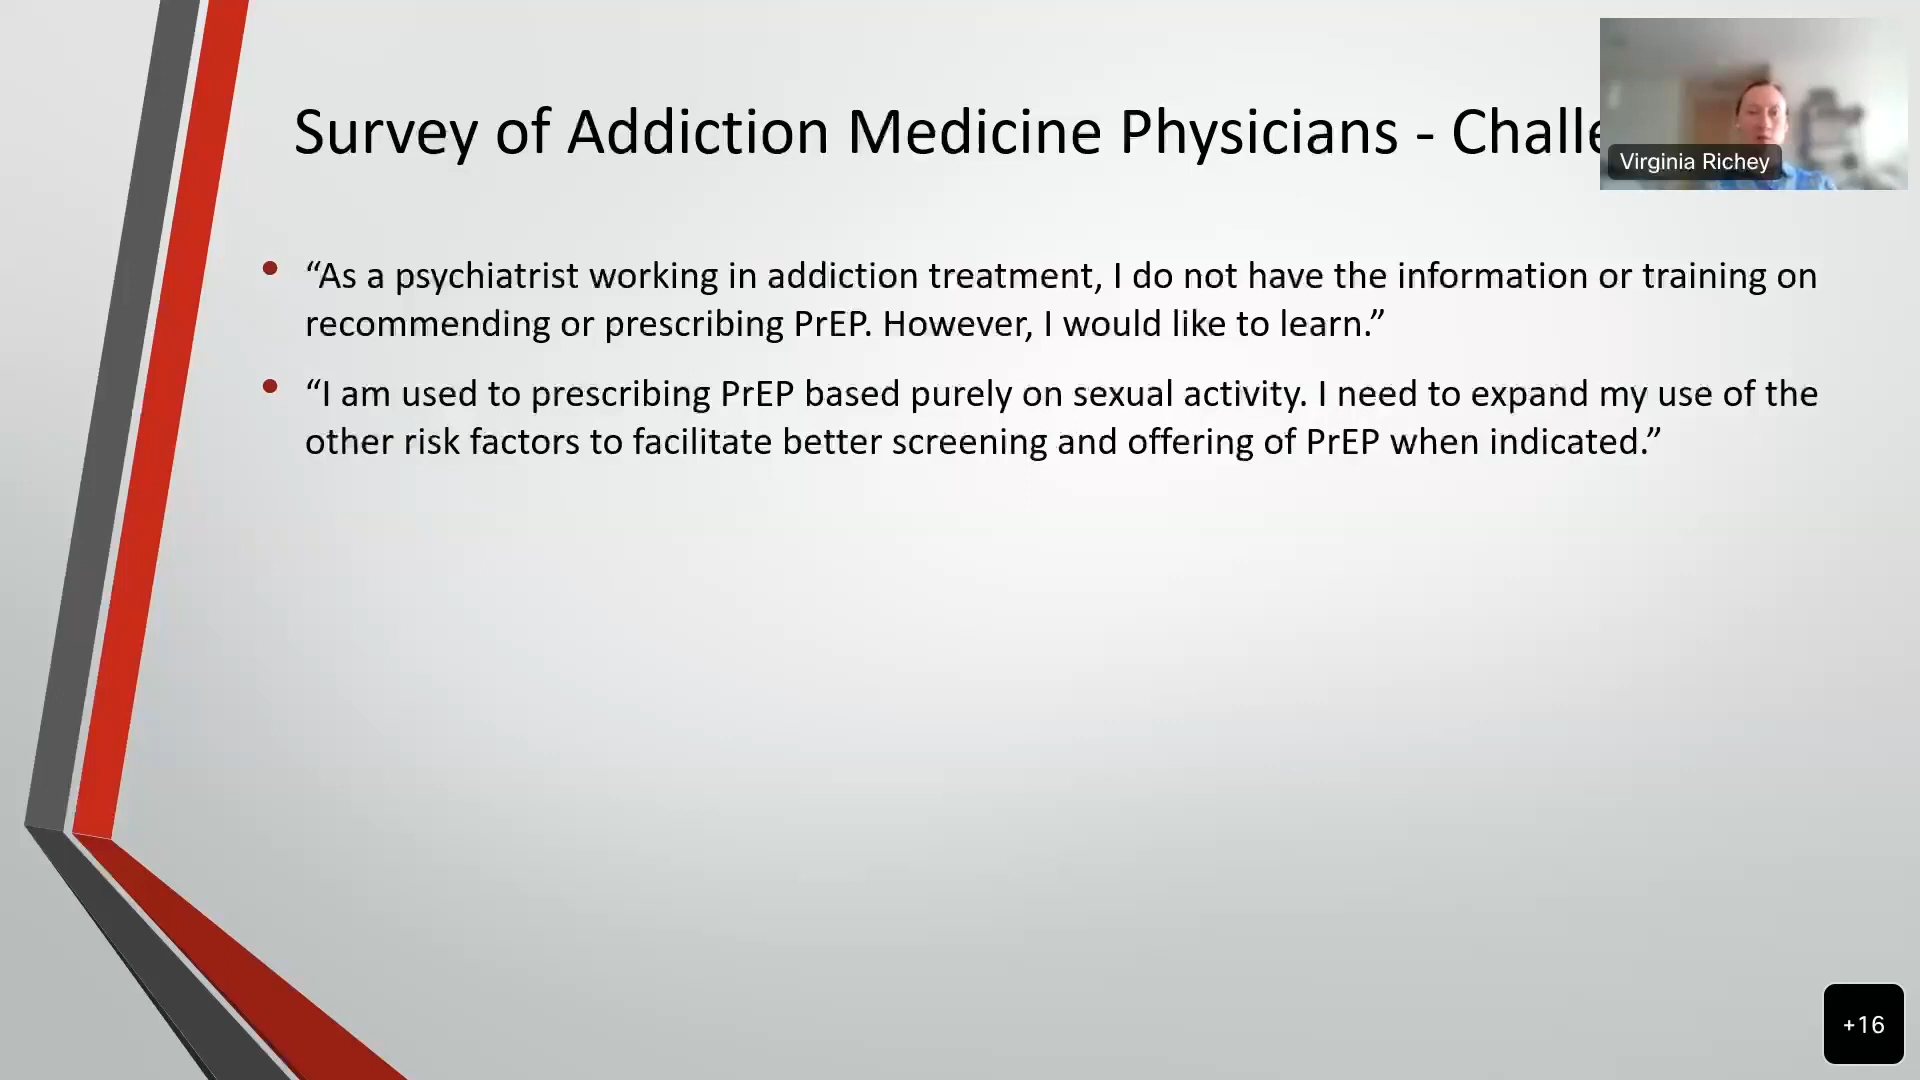 Survey of Addiction Medicine Physicians - Challe
Virginia Richey
“As a psychiatrist working in addiction treatment, I do not have the information or training on
recommending or prescribing PrEP. However, I would like to learn.”
“I am used to prescribing PrEP based purely on sexual activity. I need to expand my use of the
other risk factors to facilitate better screening and offering of PrEP when indicated.”
+16